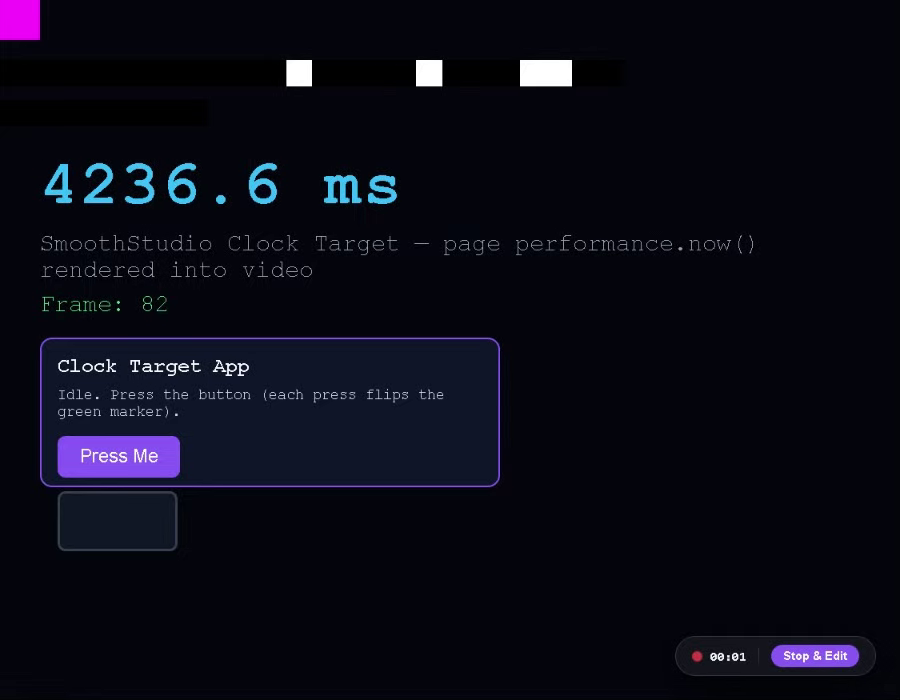 4236.6 ms
SmoothStudio Clock Target — page performance.now()
rendered into video
Frame: 82
Clock Target App
Idle. Press the button (each press flips the
green marker).
Press Me
00:01
Stop & Edit